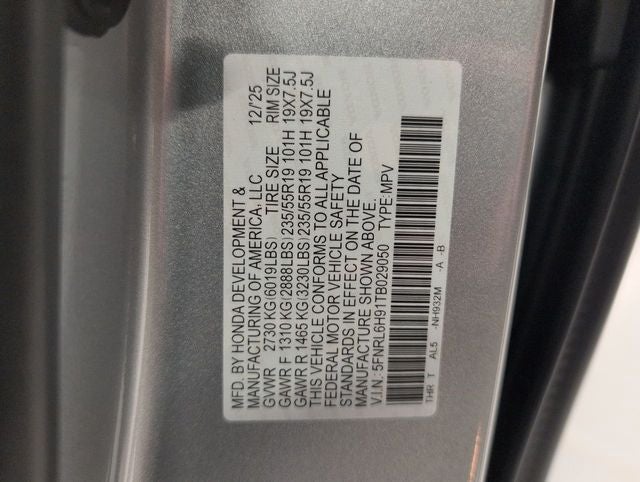 MFD. BY HONDA DEVELOPMENT &
MANUFACTURING OF AMERICA, LLC 12/'25
GVWR 2730 KG(6019LBS) TIRE SIZE RIM SIZE
GAWR F 1310 KG(2888LBS)235/55R19 101H 19X7.5J
GAWR R 1465 KG(3230LBS)235/55R19 101H 19X7.5J
THIS VEHICLE CONFORMS TO ALL APPLICABLE
FEDERAL MOTOR VEHICLE SAFETY
STANDARDS IN EFFECT ON THE DATE OF
MANUFACTURE SHOWN ABOVE.
V.I.N.: 5FNRL6H91TB029050 TYPE:MPV
THR T AL5 -NH932M -A -B